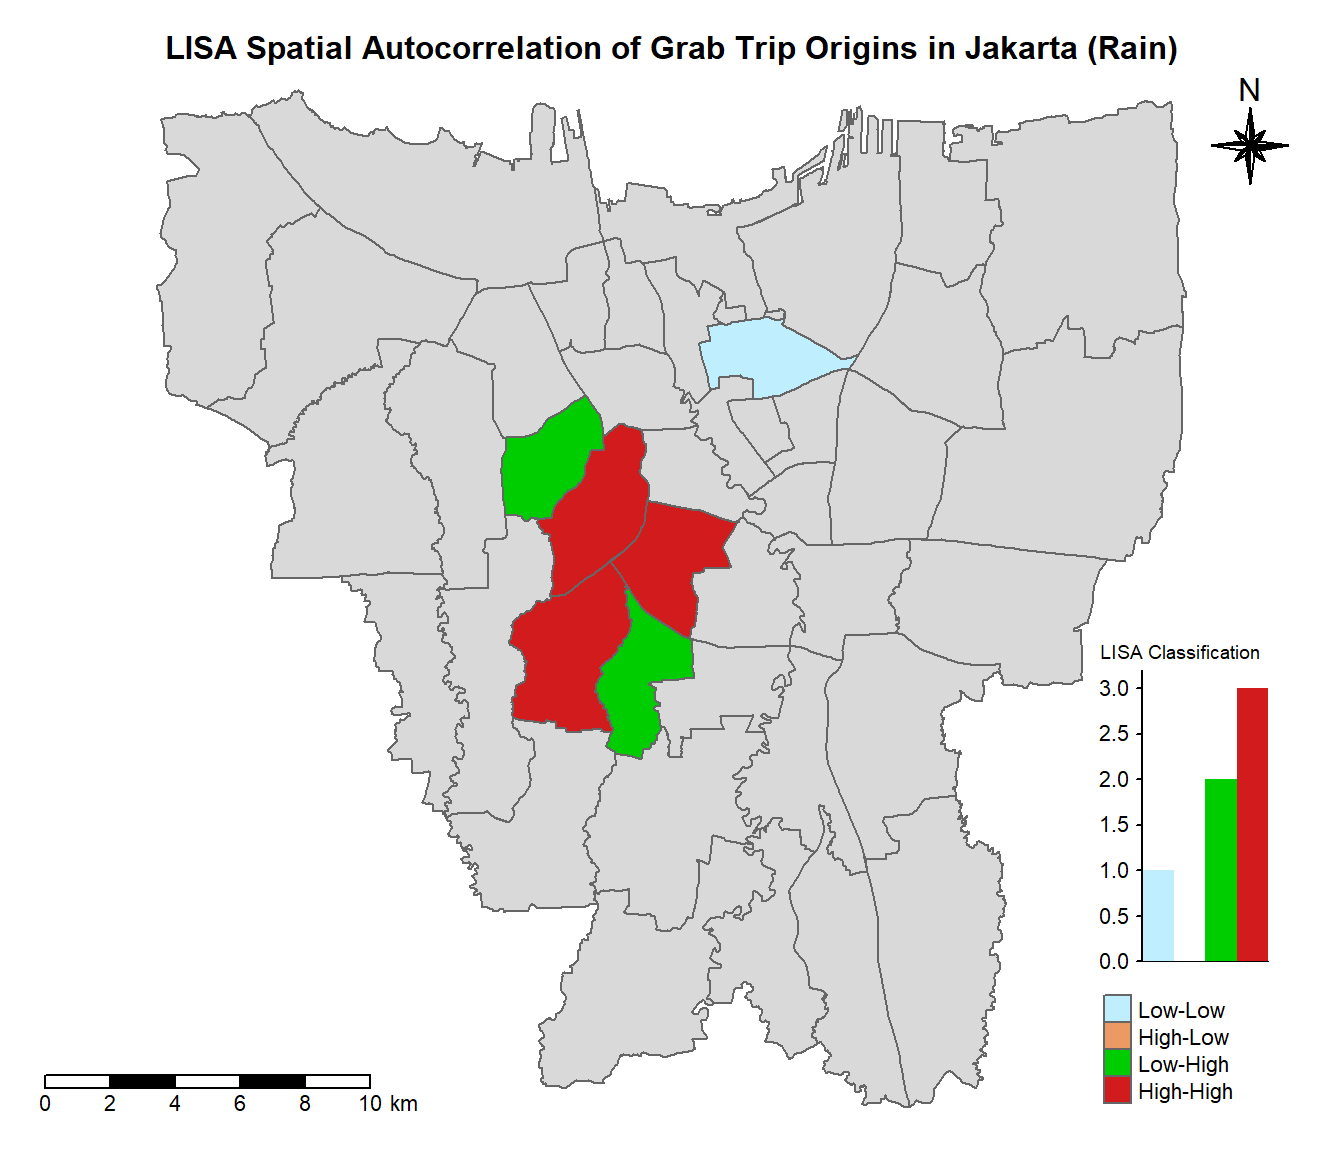 LISA Spatial Autocorrelation of Grab Trip Origins in Jakarta (Rain)
N
LISA Classification
3.0
2.5
2.0
1.5
1.0
0.5
0.0
Low-Low
High-Low
Low-High
High-High
0 2 4 6 8 10 km